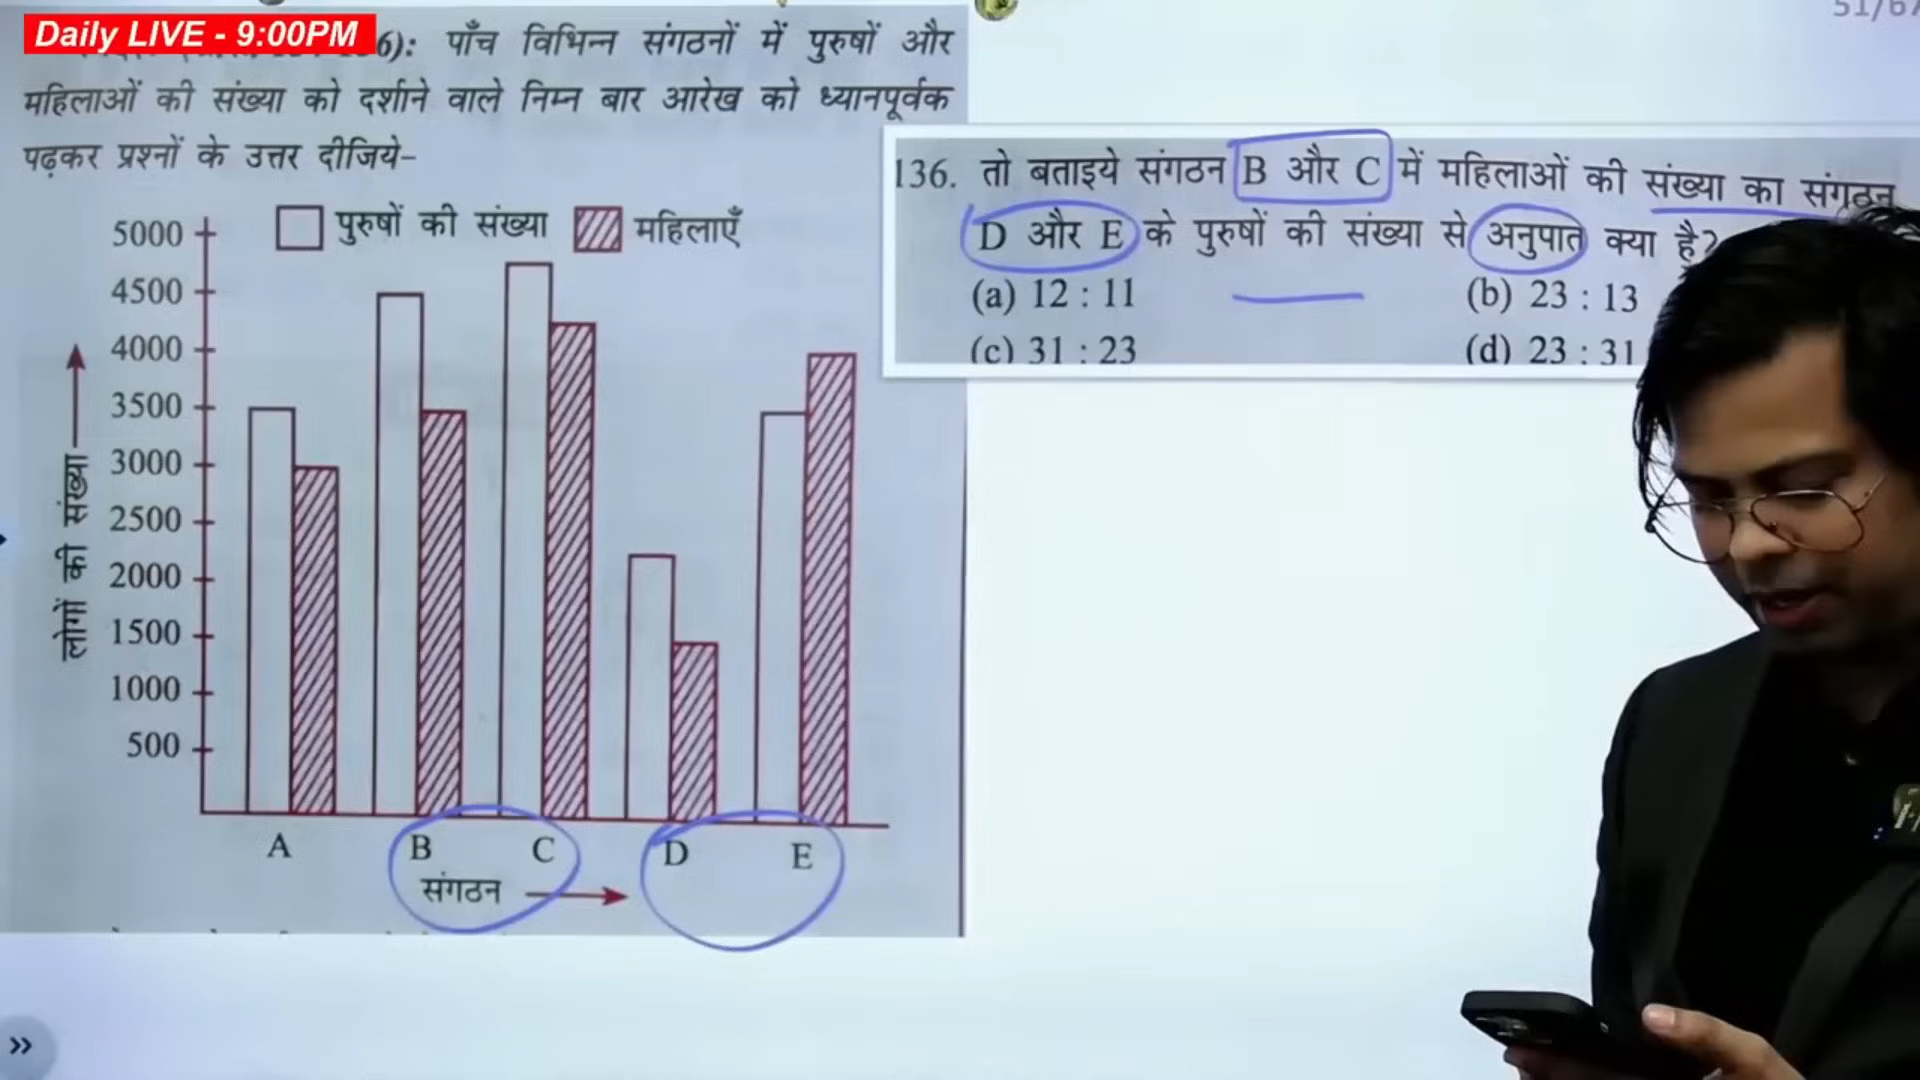 51/67
Daily LIVE - 9:00PM
6): पाँच विभिन्न संगठनों में पुरुषों और
महिलाओं की संख्या को दर्शाने वाले निम्न बार आरेख को ध्यानपूर्वक
पढ़कर प्रश्नों के उत्तर दीजिये-
पुरुषों की संख्या महिलाएँ
5000
4500
4000
3500
3000
2500
2000
1500
1000
500
लोगों की संख्या
A B C D E
संगठन
136. तो बताइये संगठन B और C में महिलाओं की संख्या का संगठन
D और E के पुरुषों की संख्या से अनुपात क्या है?
(a) 12 : 11 (b) 23 : 13
(c) 31 : 23 (d) 23 : 31
>>